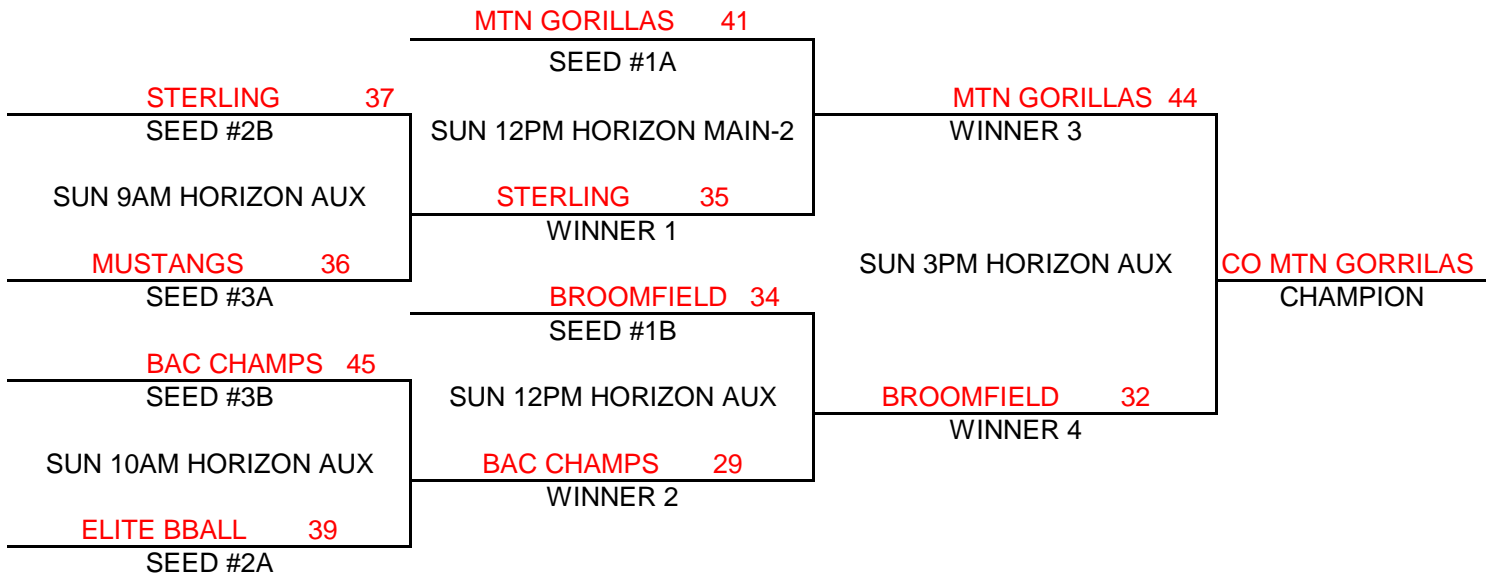 MTN GORILLAS 41
SEED #1A
STERLING 37
SEED #2B
SUN 12PM HORIZON MAIN-2
MTN GORILLAS 44
WINNER 3
SUN 9AM HORIZON AUX
STERLING 35
WINNER 1
MUSTANGS 36
SEED #3A
SUN 3PM HORIZON AUX
CO MTN GORRILAS
CHAMPION
BROOMFIELD 34
SEED #1B
BAC CHAMPS 45
SEED #3B
SUN 12PM HORIZON AUX
BROOMFIELD 32
WINNER 4
SUN 10AM HORIZON AUX
BAC CHAMPS 29
WINNER 2
ELITE BBALL 39
SEED #2A